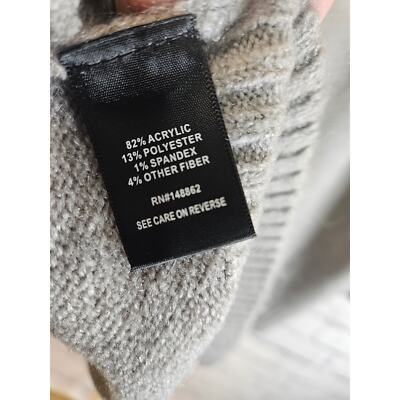 82% ACRYLIC
13% POLYESTER
1% SPANDEX
4% OTHER FIBER
RN#148862
SEE CARE ON REVERSE